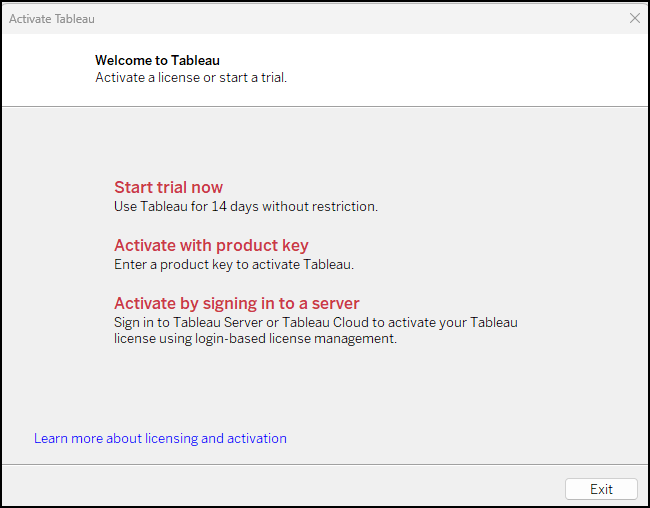 Activate Tableau
Welcome to Tableau
Activate a license or start a trial.
Start trial now
Use Tableau for 14 days without restriction.
Activate with product key
Enter a product key to activate Tableau.
Activate by signing in to a server
Sign in to Tableau Server or Tableau Cloud to activate your Tableau
license using login-based license management.
Learn more about licensing and activation
Exit